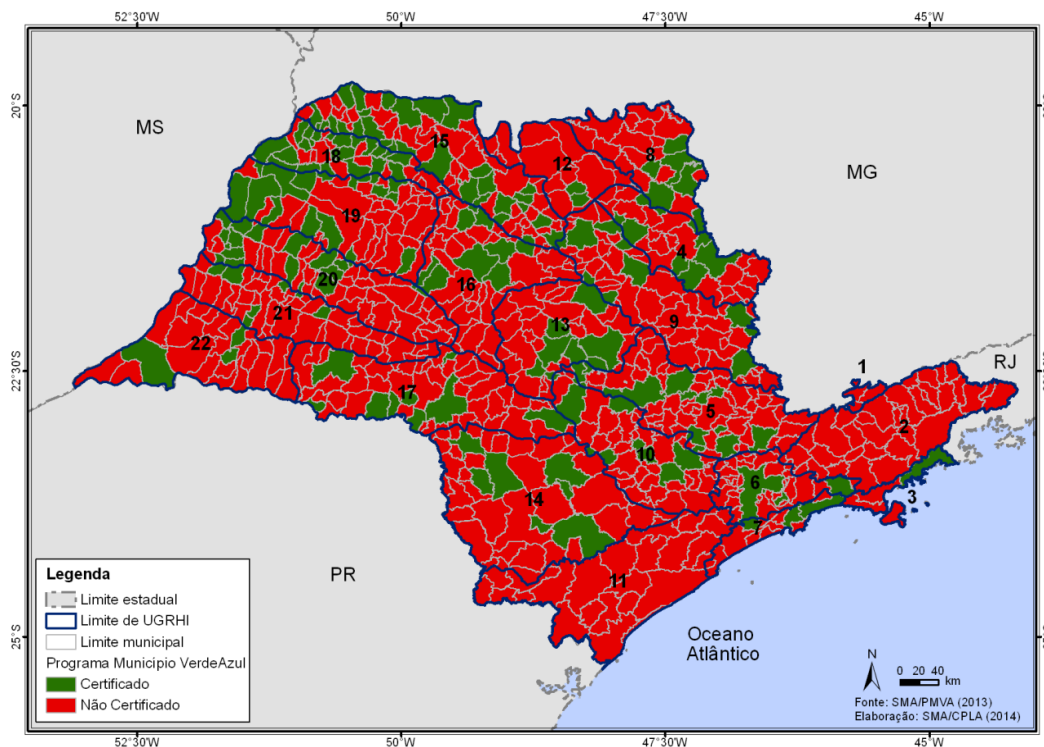 52°30'W 50°W 47°30'W 45°W
20°S
MS
MG
15
8
12
18
19
4
20
16
21
13
9
22
22°30'S
17
1
RJ
5
2
10
6
3
14
7
11
PR
25°S
Oceano
Atlântico
Legenda
Limite estadual
Limite de UGRHI
Limite municipal
Programa Municipio VerdeAzul
Certificado
Não Certificado
N
0 20 40
km
Fonte: SMA/PMVA (2013)
Elaboração: SMA/CPLA (2014)
52°30'W 50°W 47°30'W 45°W